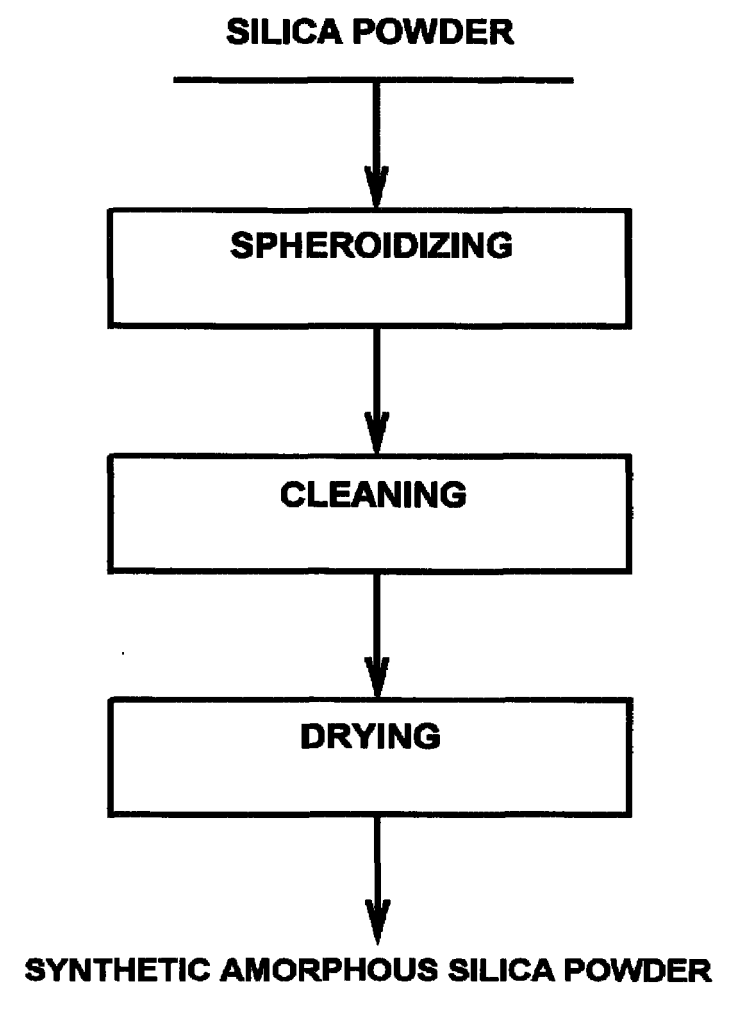 SILICA POWDER
SPHEROIDIZING
CLEANING
DRYING
SYNTHETIC AMORPHOUS SILICA POWDER